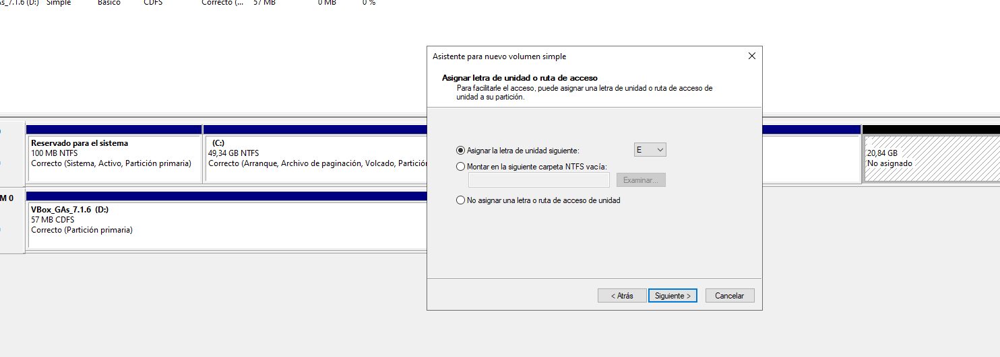 As_7.1.6 (D:) Simple Básico CDFS Correcto (... 57 MB 0 MB 0 %
Asistente para nuevo volumen simple
Asignar letra de unidad o ruta de acceso
Para facilitarle el acceso, puede asignar una letra de unidad o ruta de acceso de
unidad a su partición.
Reservado para el sistema
100 MB NTFS
Correcto (Sistema, Activo, Partición primaria)
(C:)
49,34 GB NTFS
Correcto (Arranque, Archivo de paginación, Volcado, Partición
Asignar la letra de unidad siguiente: E
Montar en la siguiente carpeta NTFS vacía:
Examinar...
No asignar una letra o ruta de acceso de unidad
20,84 GB
No asignado
M 0
VBox_GAs_7.1.6 (D:)
57 MB CDFS
Correcto (Partición primaria)
< Atrás Siguiente > Cancelar